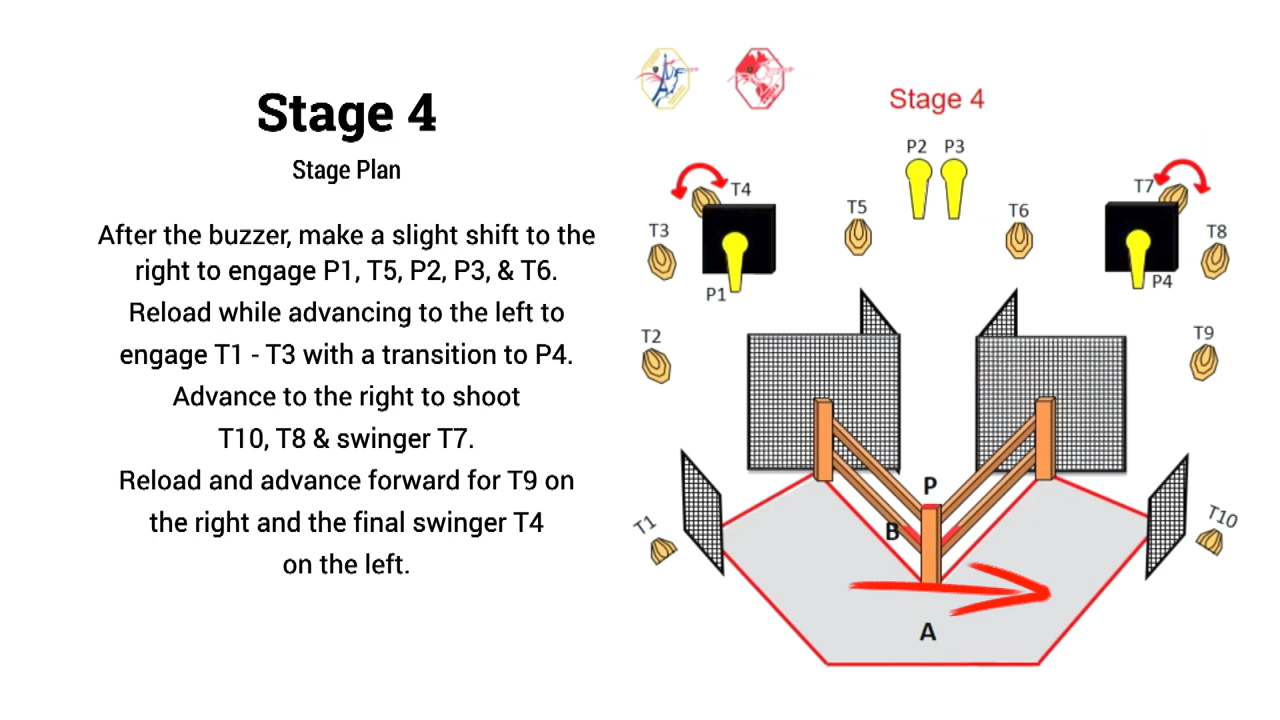 Stage 4
Stage Plan
After the buzzer, make a slight shift to the
right to engage P1, T5, P2, P3, & T6.
Reload while advancing to the left to
engage T1 - T3 with a transition to P4.
Advance to the right to shoot
T10, T8 & swinger T7.
Reload and advance forward for T9 on
the right and the final swinger T4
on the left.
Stage 4
P2 P3
T4
T7
T3
T5
T6
T8
P1
P4
T2
T9
P
B
T1
T10
A